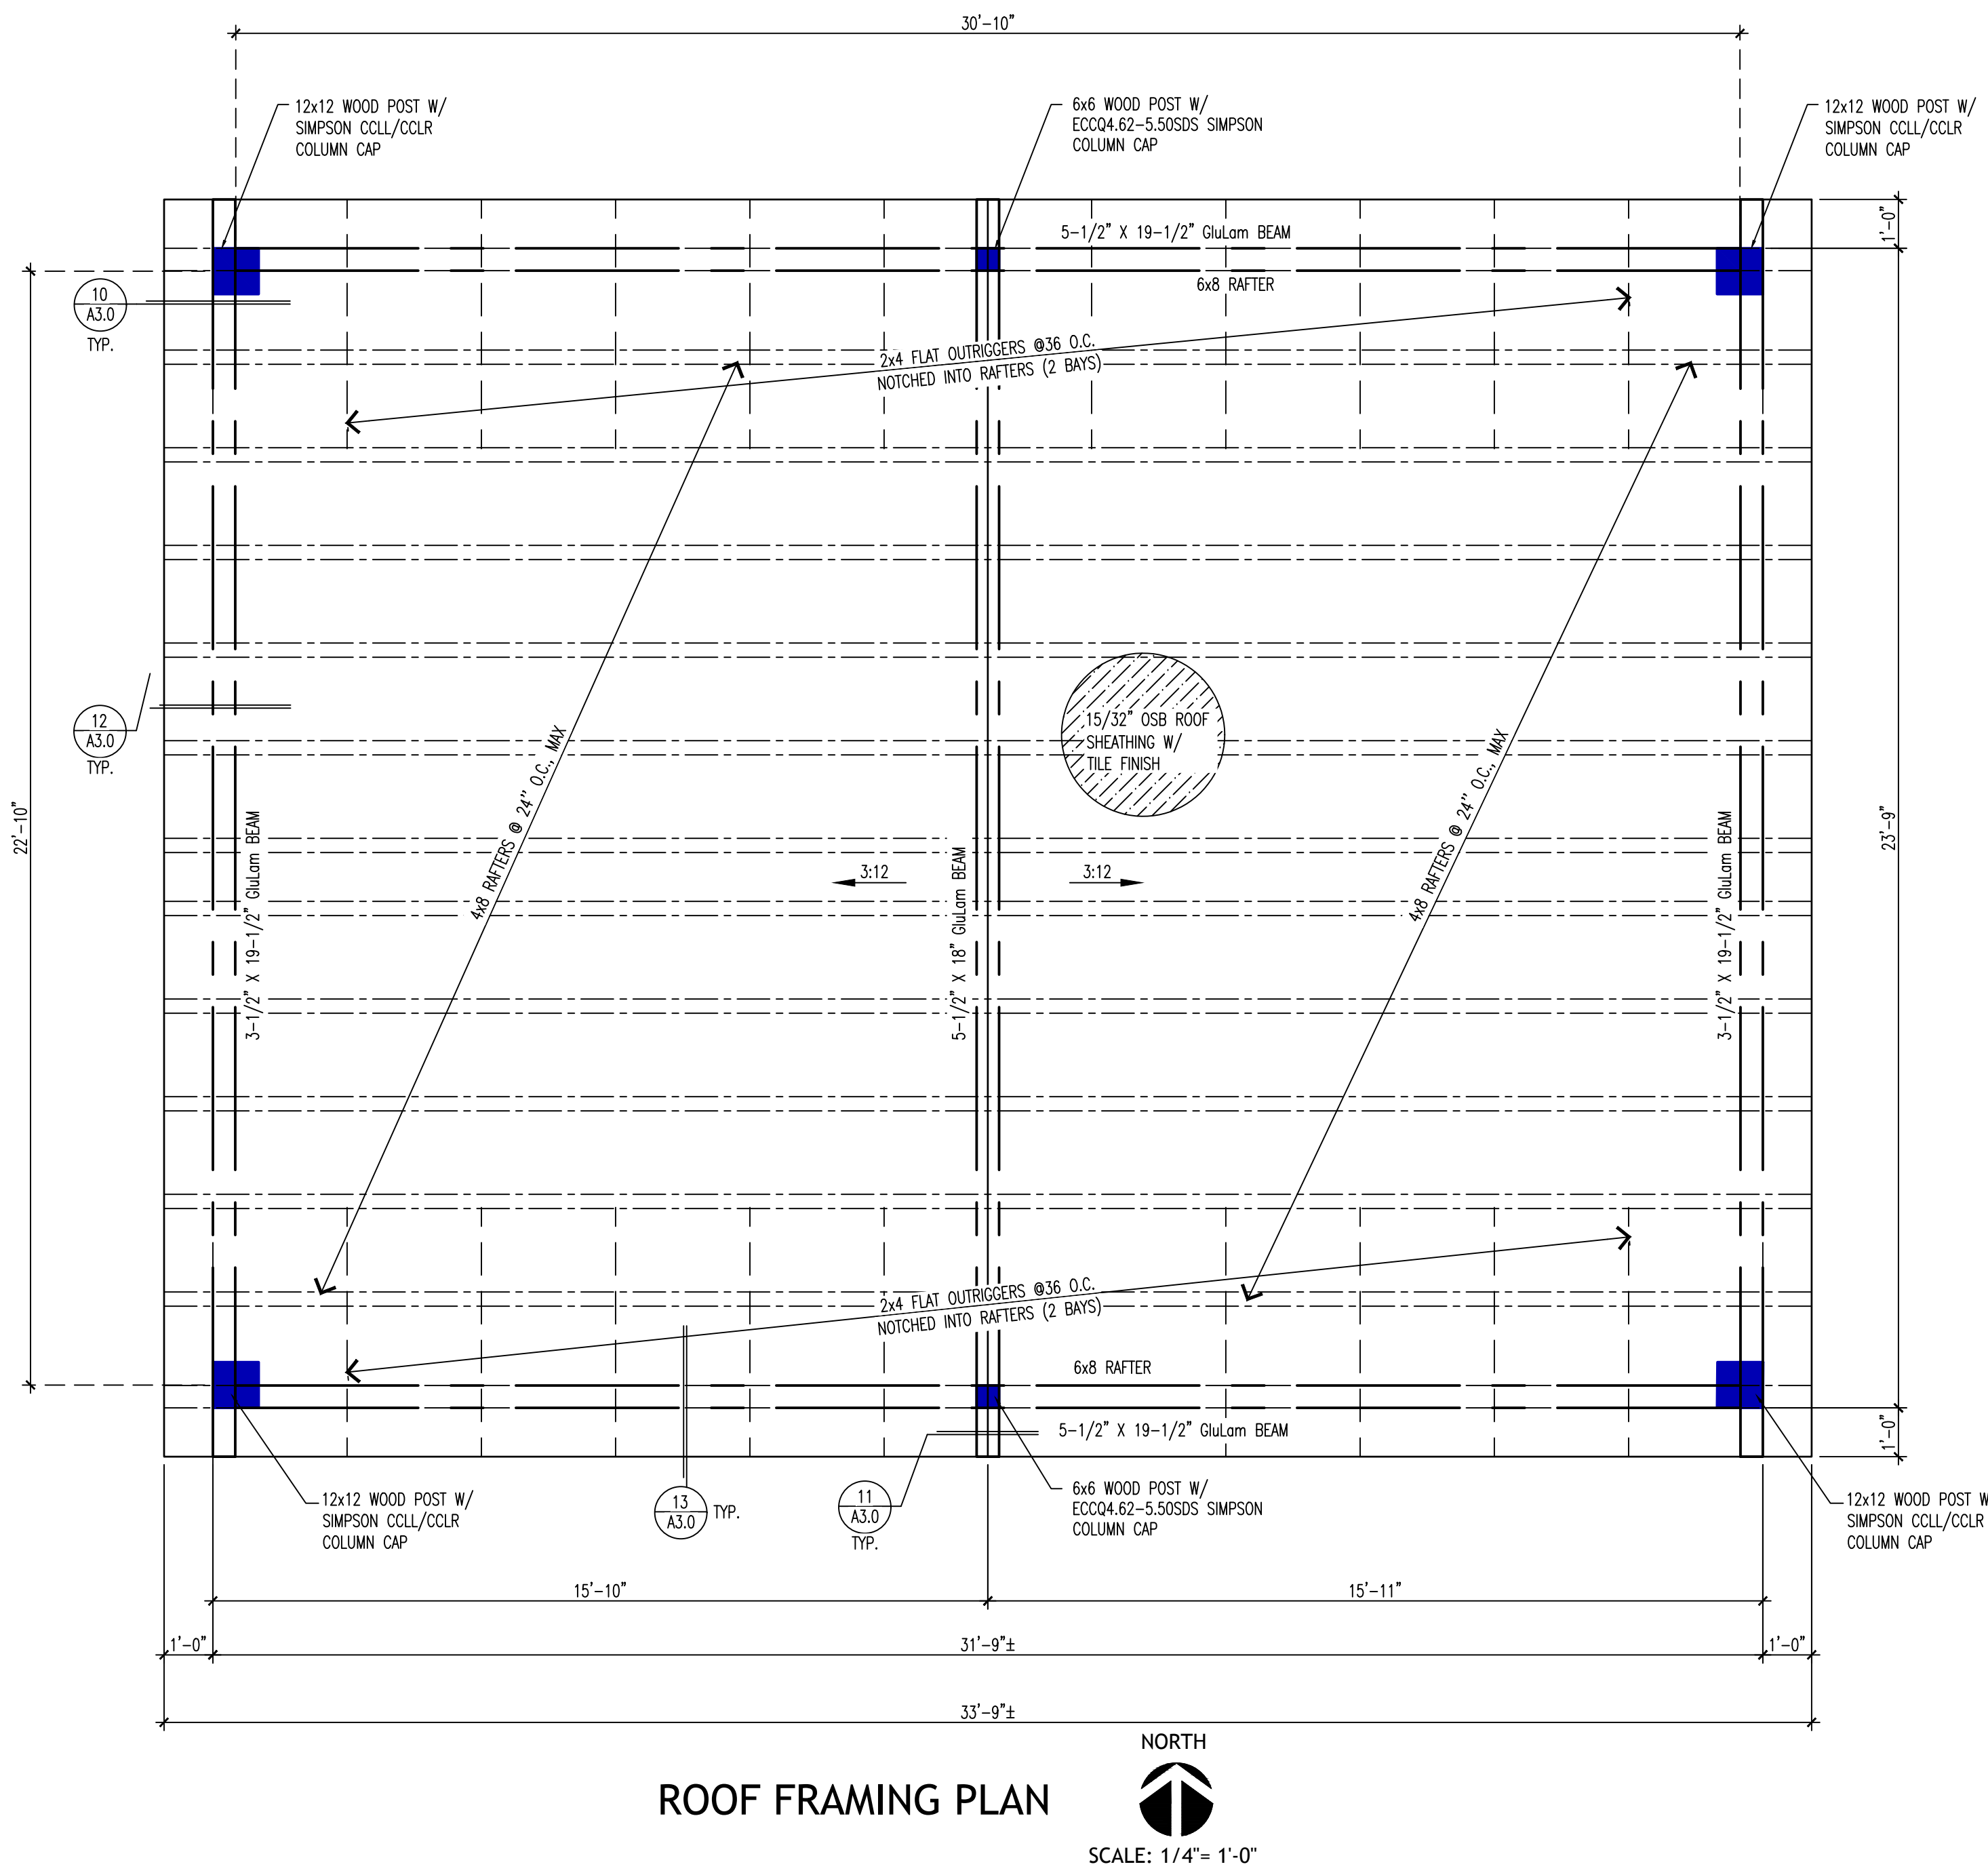 30'-10"
12x12 WOOD POST W/
SIMPSON CCLL/CCLR
COLUMN CAP
6x6 WOOD POST W/
ECCQ4.62-5.50SDS SIMPSON
COLUMN CAP
12x12 WOOD POST W/
SIMPSON CCLL/CCLR
COLUMN CAP
1'-0"
5-1/2" X 19-1/2" GluLam BEAM
6x8 RAFTER
10
A3.0
TYP.
2x4 FLAT OUTRIGGERS @36 O.C.
NOTCHED INTO RAFTERS (2 BAYS)
12
A3.0
TYP.
15/32" OSB ROOF
SHEATHING W/
TILE FINISH
22'-10"
3-1/2" X 19-1/2" GluLam BEAM
4x8 RAFTERS @ 24" O.C., MAX
3:12
5-1/2" X 18" GluLam BEAM
3:12
4x8 RAFTERS @ 24" O.C., MAX
3-1/2" X 19-1/2" GluLam BEAM
23'-9"
2x4 FLAT OUTRIGGERS @36 O.C.
NOTCHED INTO RAFTERS (2 BAYS)
6x8 RAFTER
5-1/2" X 19-1/2" GluLam BEAM
1'-0"
12x12 WOOD POST W/
SIMPSON CCLL/CCLR
COLUMN CAP
13
A3.0
TYP.
11
A3.0
TYP.
6x6 WOOD POST W/
ECCQ4.62-5.50SDS SIMPSON
COLUMN CAP
12x12 WOOD POST W
SIMPSON CCLL/CCLR
COLUMN CAP
15'-10"
15'-11"
1'-0"
31'-9"±
1'-0"
33'-9"±
NORTH
ROOF FRAMING PLAN
SCALE: 1/4"= 1'-0"